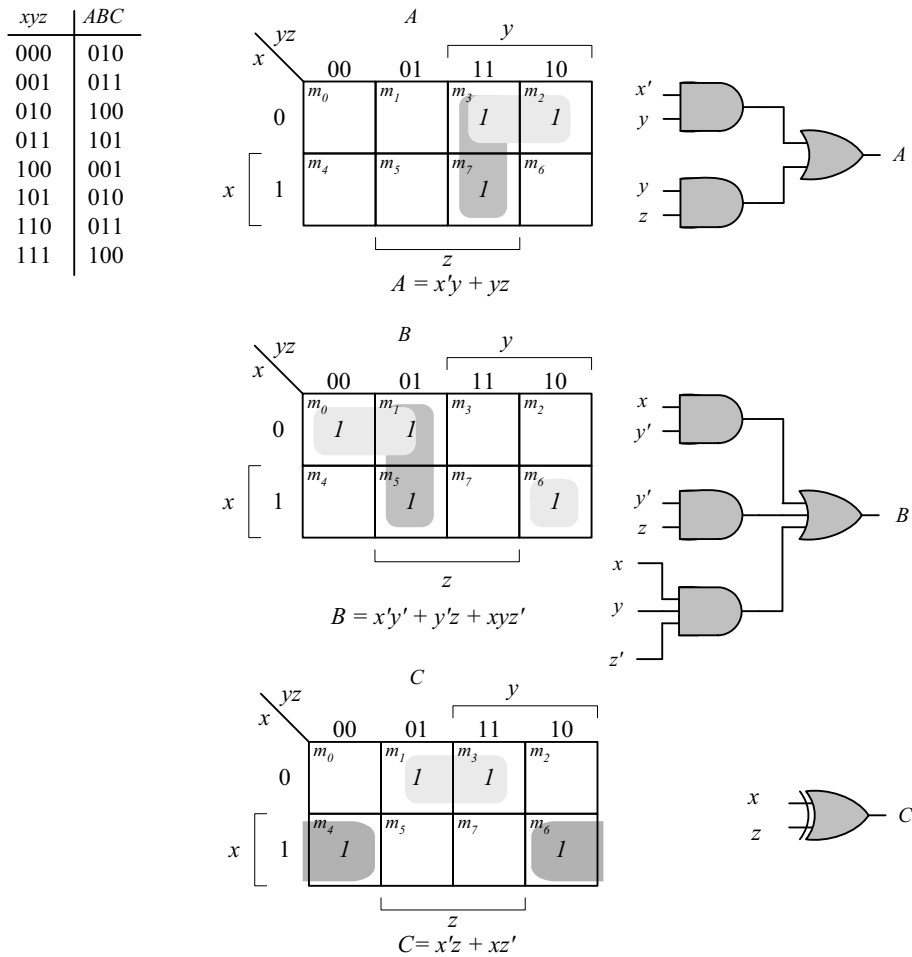 xyz ABC
000 010
001 011
010 100
011 101
100 001
101 010
110 011
111 100
A
yz
x
y
00 01 11 10
0
m0 m1 m3 1 m2 1
x 1
m4 m5 m7 1 m6
z
A = x'y + yz
x'
y
y
z
A
B
yz
x
y
00 01 11 10
0
m0 1 m1 1 m3 m2
x 1
m4 m5 1 m7 m6 1
z
B = x'y' + y'z + xyz'
x
y'
y'
z
x
y
z'
B
C
yz
x
y
00 01 11 10
0
m0 m1 1 m3 1 m2
x 1
m4 1 m5 m7 m6 1
z
C= x'z + xz'
x
z
C